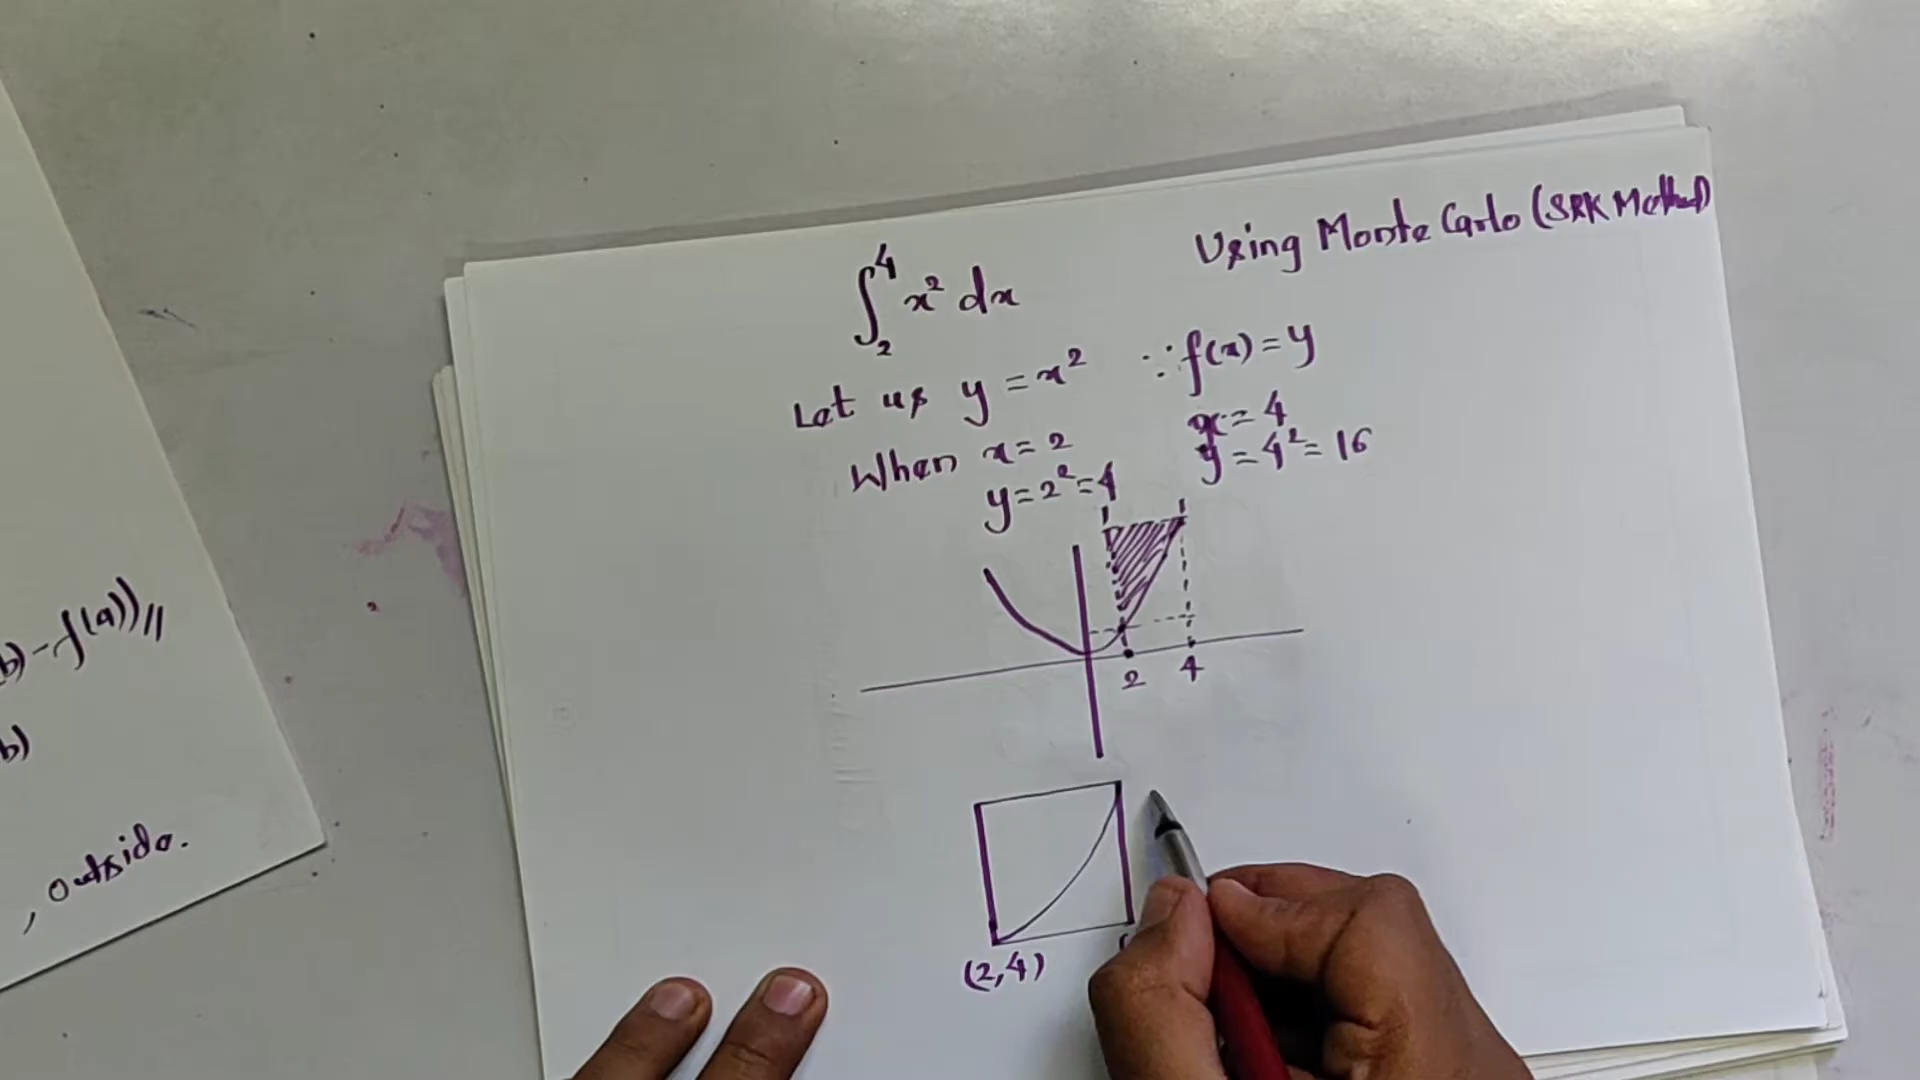 Using Monte Carlo (SRK Method)
∫₂⁴ x² dx
Let us y = x² ∵ f(x) = y
When x = 2 x = 4
y = 2² = 4 y = 4² = 16
2 4
(2,4) (
b) - f(a))//
b)
, outside.